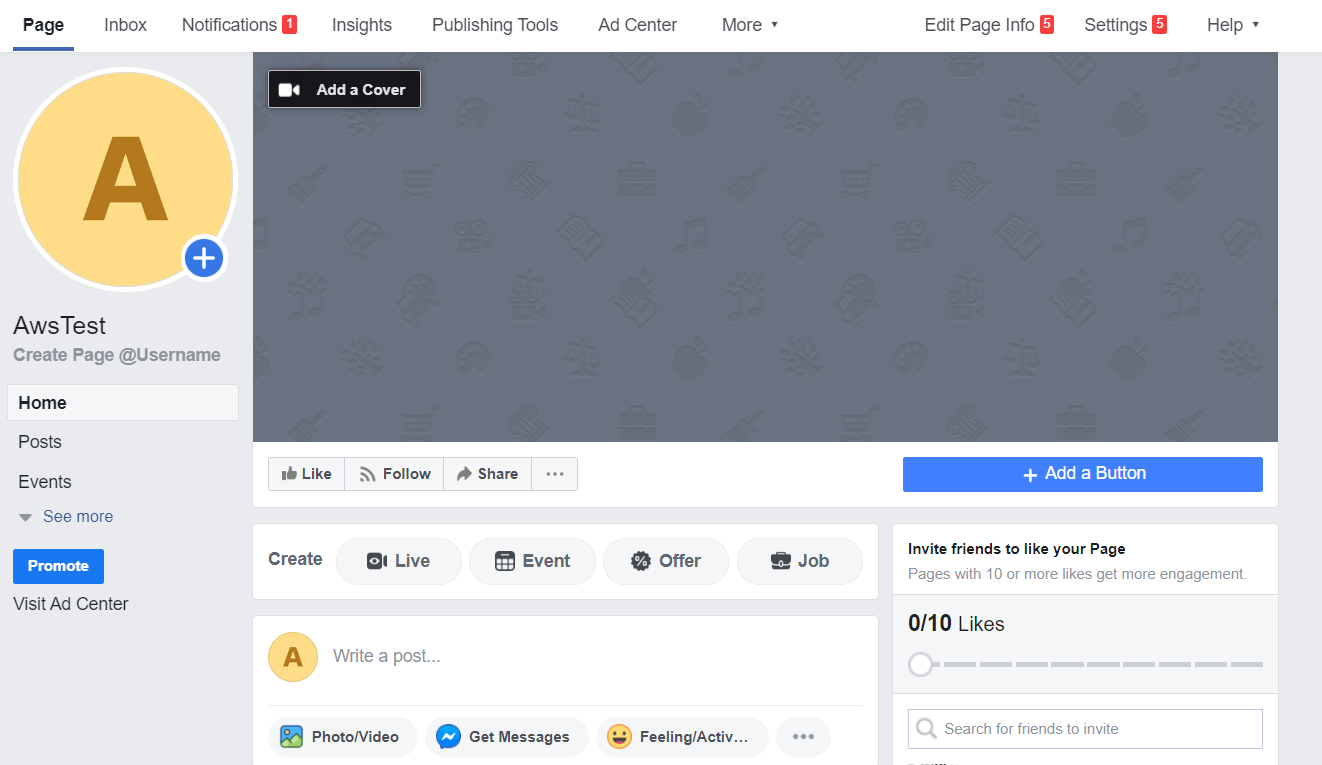 Page Inbox Notifications 1 Insights Publishing Tools Ad Center More Edit Page Info 5 Settings 5 Help
Add a Cover
A
AwsTest
Create Page @Username
Home
Posts
Events
See more
Promote
Visit Ad Center
Like Follow Share ...
+ Add a Button
Create Live Event Offer Job
A Write a post...
Photo/Video Get Messages Feeling/Activ...
Invite friends to like your Page
Pages with 10 or more likes get more engagement.
0/10 Likes
Search for friends to invite